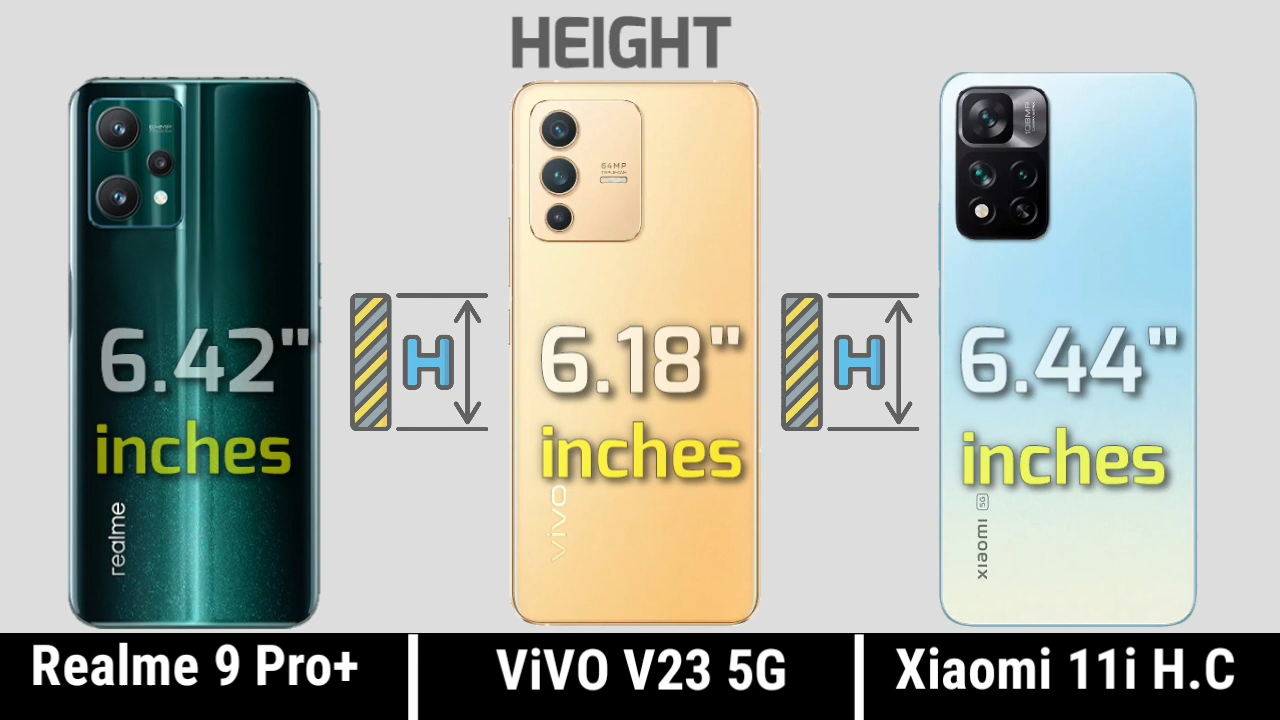 HEIGHT
64MP
6.42"
inches
realme
H
64MP
6.18"
inches
vivo
H
108MP
6.44"
inches
xiaomi 5G
Realme 9 Pro+
ViVO V23 5G
Xiaomi 11i H.C